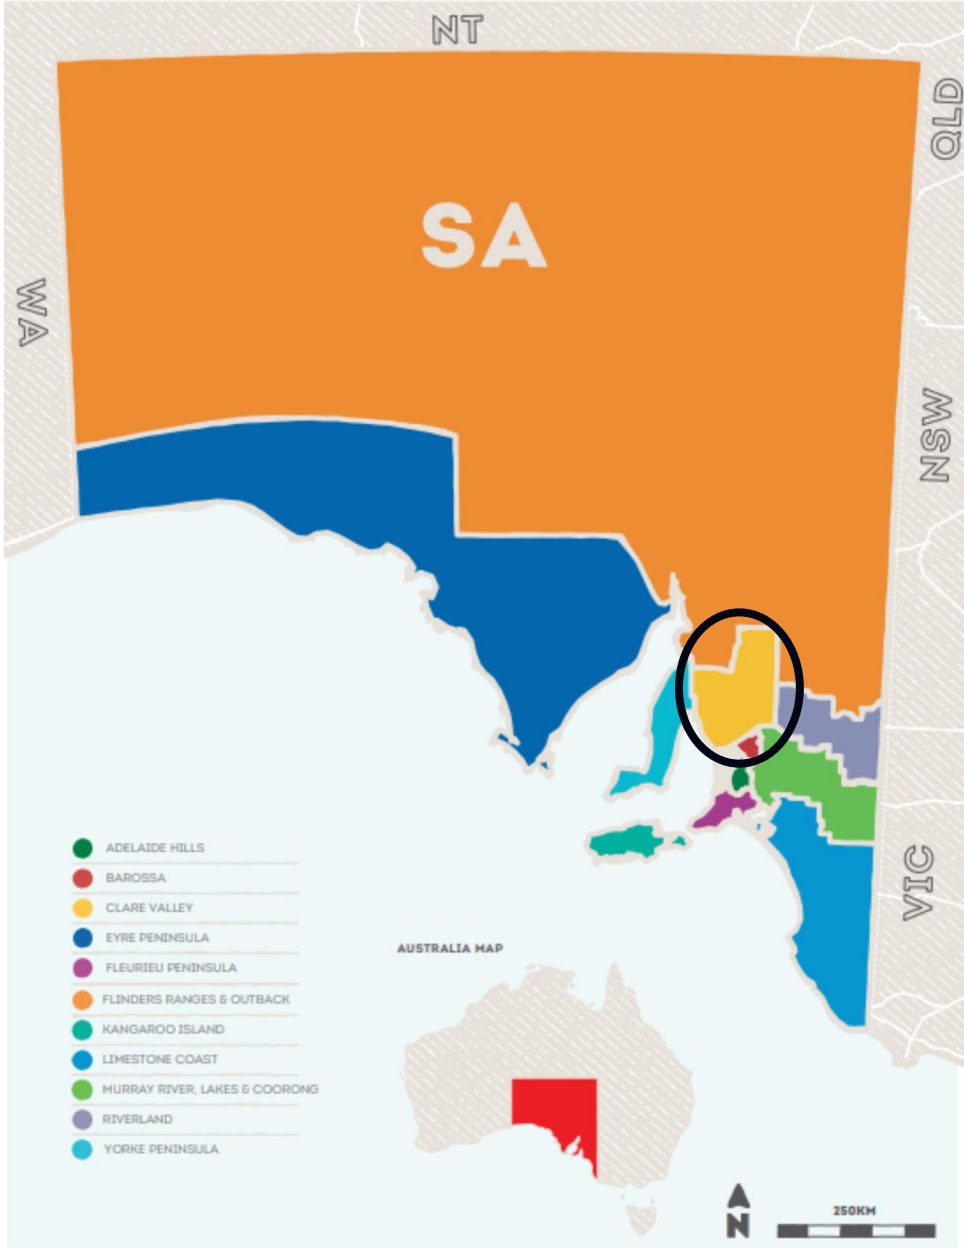 NT
QLD
SA
WA
NSW
VIC
ADELAIDE HILLS
BAROSSA
CLARE VALLEY
EYRE PENINSULA
FLEURIEU PENINSULA
FLINDERS RANGES & OUTBACK
KANGAROO ISLAND
LIMESTONE COAST
MURRAY RIVER, LAKES & COORONG
RIVERLAND
YORKE PENINSULA
AUSTRALIA MAP
N
250KM